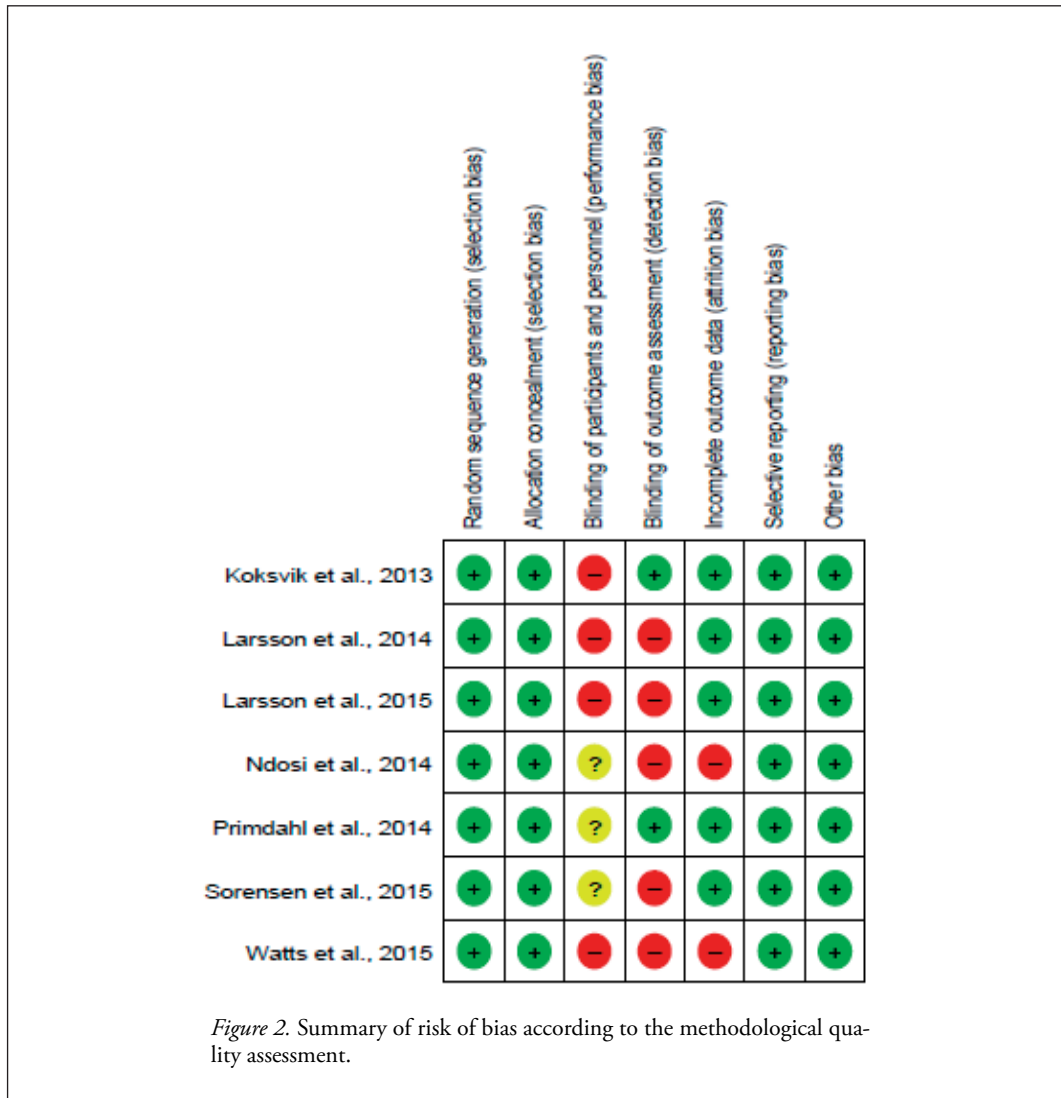 Random sequence generation (selection bias)
Allocation concealment (selection bias)
Blinding of participants and personnel (performance bias)
Blinding of outcome assessment (detection bias)
Incomplete outcome data (attrition bias)
Selective reporting (reporting bias)
Other bias
Koksvik et al., 2013 + + – + + + +
Larsson et al., 2014 + + – – + + +
Larsson et al., 2015 + + – – + + +
Ndosi et al., 2014 + + ? – – + +
Primdahl et al., 2014 + + ? + + + +
Sorensen et al., 2015 + + ? – + + +
Watts et al., 2015 + + – – – + +
Figure 2. Summary of risk of bias according to the methodological qua-
lity assessment.